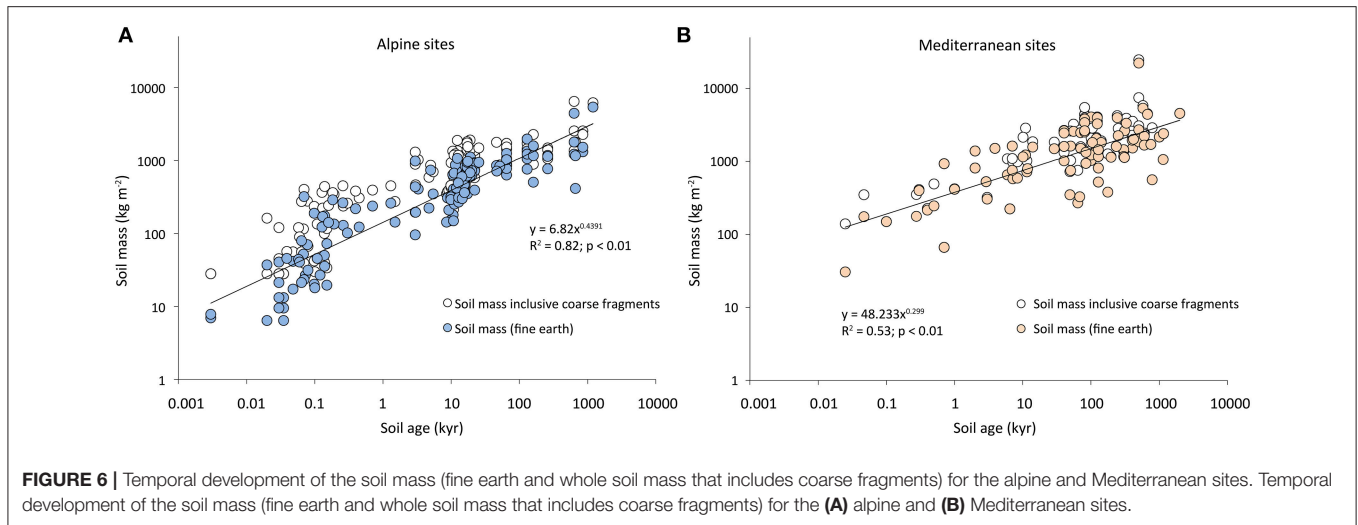 A
Alpine sites
10000
1000
100
10
1
0.001 0.01 0.1 1 10 100 1000 10000
Soil mass (kg m-2)
Soil age (kyr)
y = 6.82x0.4391
R2 = 0.82; p < 0.01
Soil mass inclusive coarse fragments
Soil mass (fine earth)
B
Mediterranean sites
10000
1000
100
10
1
0.001 0.01 0.1 1 10 100 1000 10000
Soil mass (kg m-2)
Soil age (kyr)
y = 48.233x0.299
R2 = 0.53; p < 0.01
Soil mass inclusive coarse fragments
Soil mass (fine earth)
FIGURE 6 | Temporal development of the soil mass (fine earth and whole soil mass that includes coarse fragments) for the alpine and Mediterranean sites. Temporal
development of the soil mass (fine earth and whole soil mass that includes coarse fragments) for the (A) alpine and (B) Mediterranean sites.